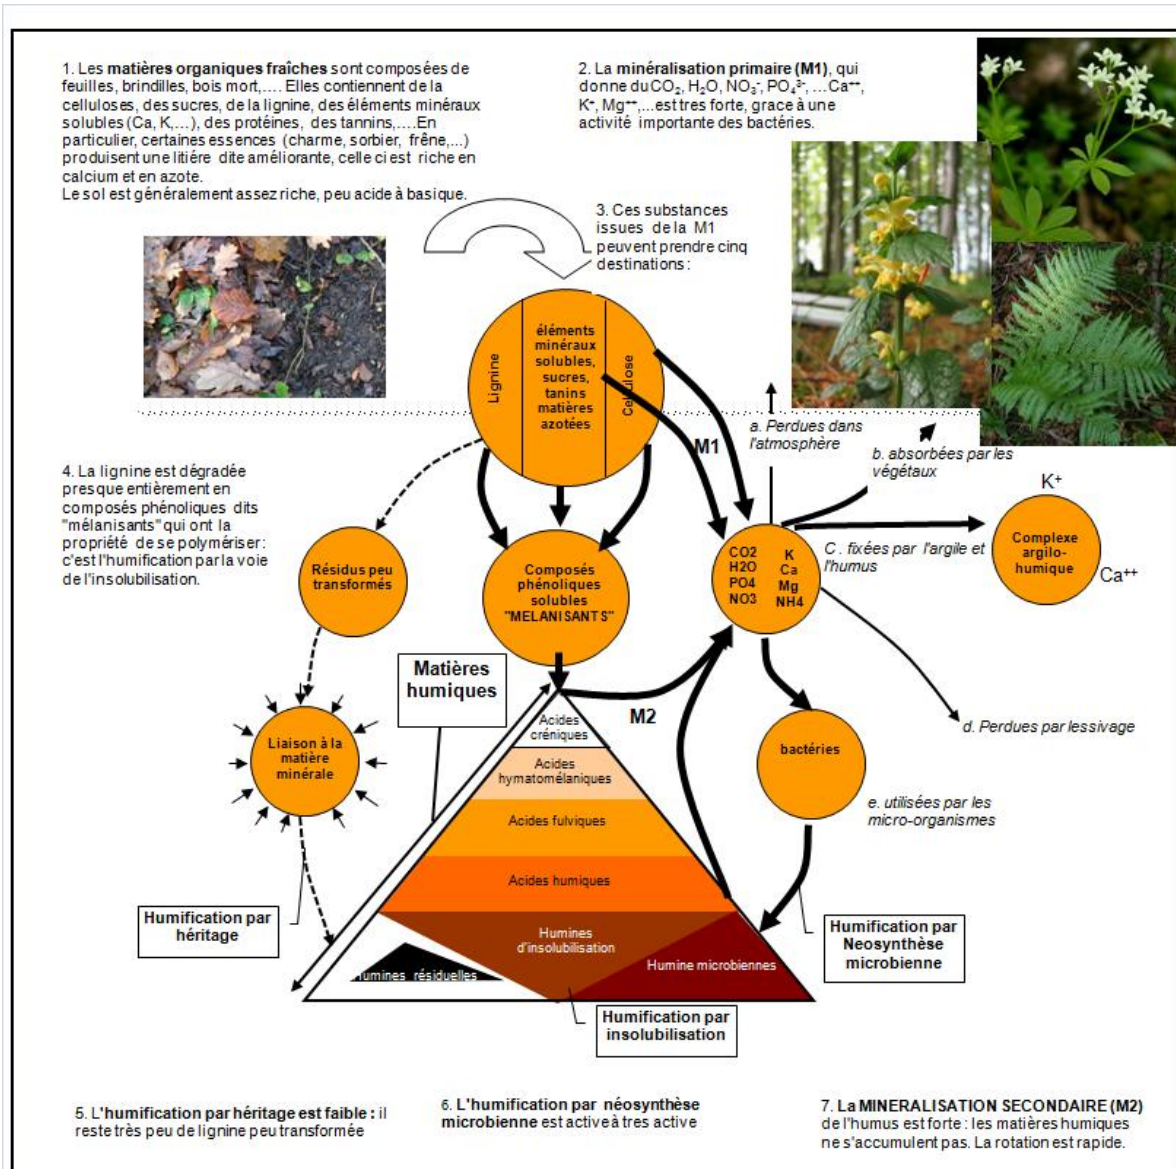 1. Les matières organiques fraîches sont composées de
feuilles, brindilles, bois mort,.... Elles contiennent de la
celluloses, des sucres, de la lignine, des éléments minéraux
solubles (Ca, K,...), des protéines, des tannins,....En
particulier, certaines essences (charme, sorbier, frêne,...)
produisent une litiére dite améliorante, celle ci est riche en
calcium et en azote.
Le sol est généralement assez riche, peu acide à basique.
2. La minéralisation primaire (M1), qui
donne du CO₂, H₂O, NO₃⁻, PO₄³⁻, ...Ca⁺⁺,
K⁺, Mg⁺⁺,...est tres forte, grace à une
activité importante des bactéries.
3. Ces substances
issues de la M1
peuvent prendre cinq
destinations :
Lignine
éléments
minéraux
solubles,
sucres,
tanins
matières
azotées
Cellulose
M1
a. Perdues dans
l'atmosphère
b. absorbées par les
végétaux
4. La lignine est dégradée
presque entièrement en
composés phénoliques dits
"mélanisants" qui ont la
propriété de se polymériser:
c'est l'humification par la voie
de l'insolubilisation.
Résidus peu
transformés
Composés
phénoliques
solubles
"MELANISANTS"
CO2
H2O
PO4
NO3
K
Ca
Mg
NH4
C . fixées par l'argile et
l'humus
K⁺
Complexe
argilo-
humique
Ca⁺⁺
Matières
humiques
M2
d. Perdues par lessivage
Liaison à la
matière
minérale
bactéries
e. utilisées par les
micro-organismes
Acides
créniques
Acides
hymatomélaniques
Acides fulviques
Acides humiques
Humines
d'insolubilisation
Humines résiduelles
Humine microbiennes
Humification par
héritage
Humification par
Neosynthèse
microbienne
Humification par
insolubilisation
5. L'humification par héritage est faible : il
reste très peu de lignine peu transformée
6. L'humification par néosynthèse
microbienne est active à tres active
7. La MINERALISATION SECONDAIRE (M2)
de l'humus est forte : les matières humiques
ne s'accumulent pas. La rotation est rapide.